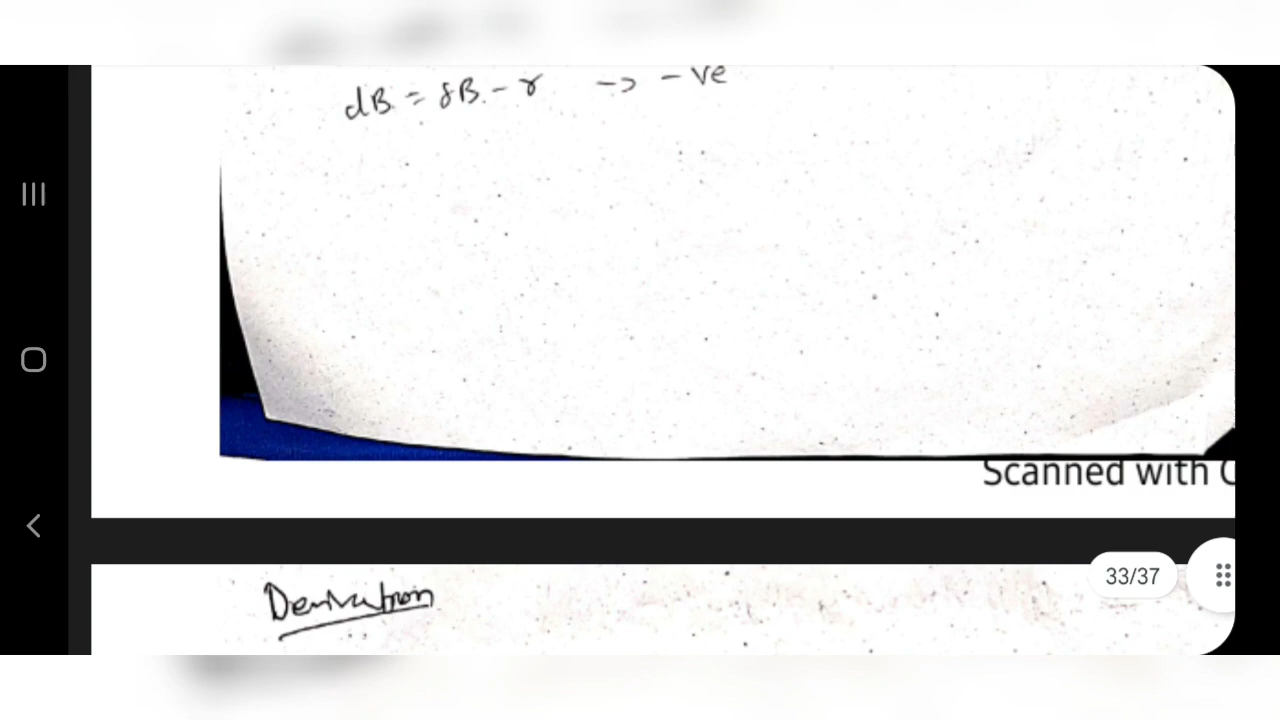 dB = δB - γ → -ve
Scanned with C
33/37
Derivation